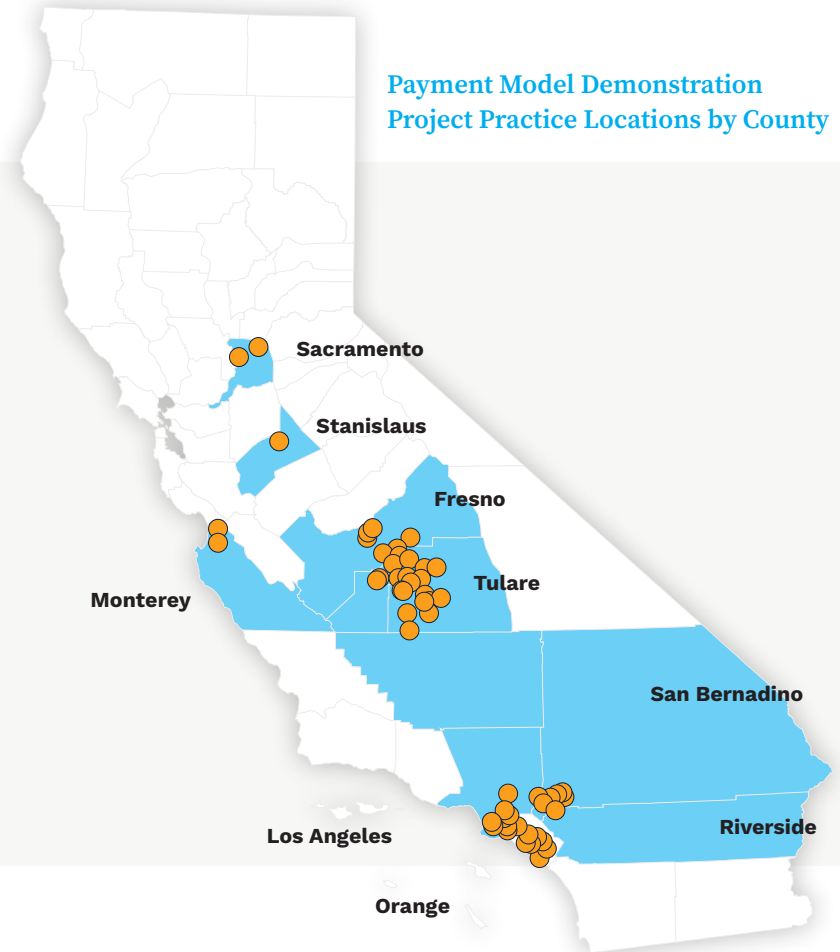 Payment Model Demonstration
Project Practice Locations by County
Sacramento
Stanislaus
Fresno
Tulare
Monterey
San Bernadino
Riverside
Los Angeles
Orange